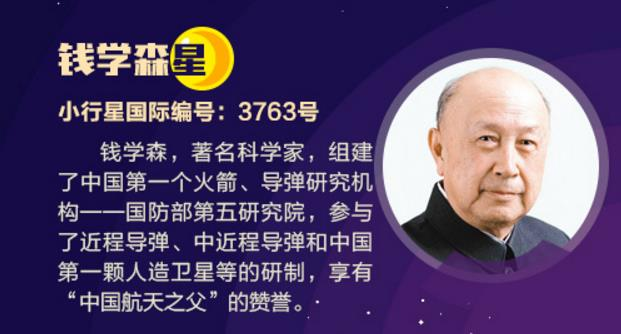 钱学森星
小行星国际编号：3763号
钱学森，著名科学家，组建
了中国第一个火箭、导弹研究机
构——国防部第五研究院，参与
了近程导弹、中近程导弹和中国
第一颗人造卫星等的研制，享有
“中国航天之父”的赞誉。